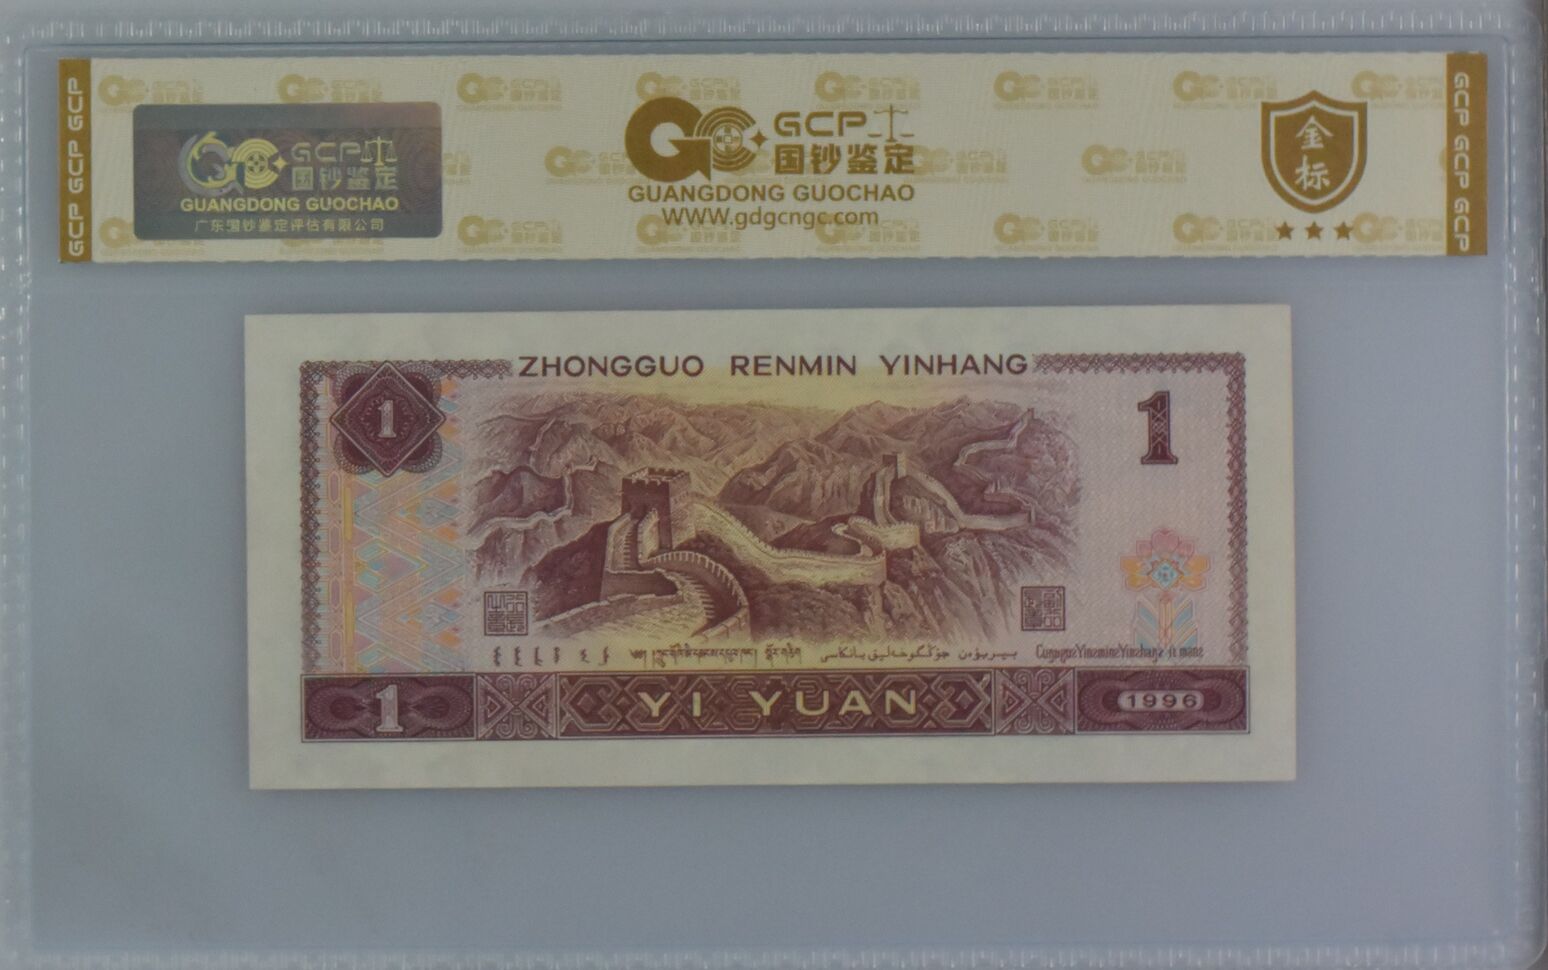 GCP GCP GCP
GCP
国钞鉴定
GUANGDONG GUOCHAO
广东国钞鉴定评估有限公司
GCP
国钞鉴定
GUANGDONG GUOCHAO
WWW.gdgcngc.com
金
标
GCP GCP GCP
ZHONGGUO RENMIN YINHANG
1
1
1 YI YUAN 1996